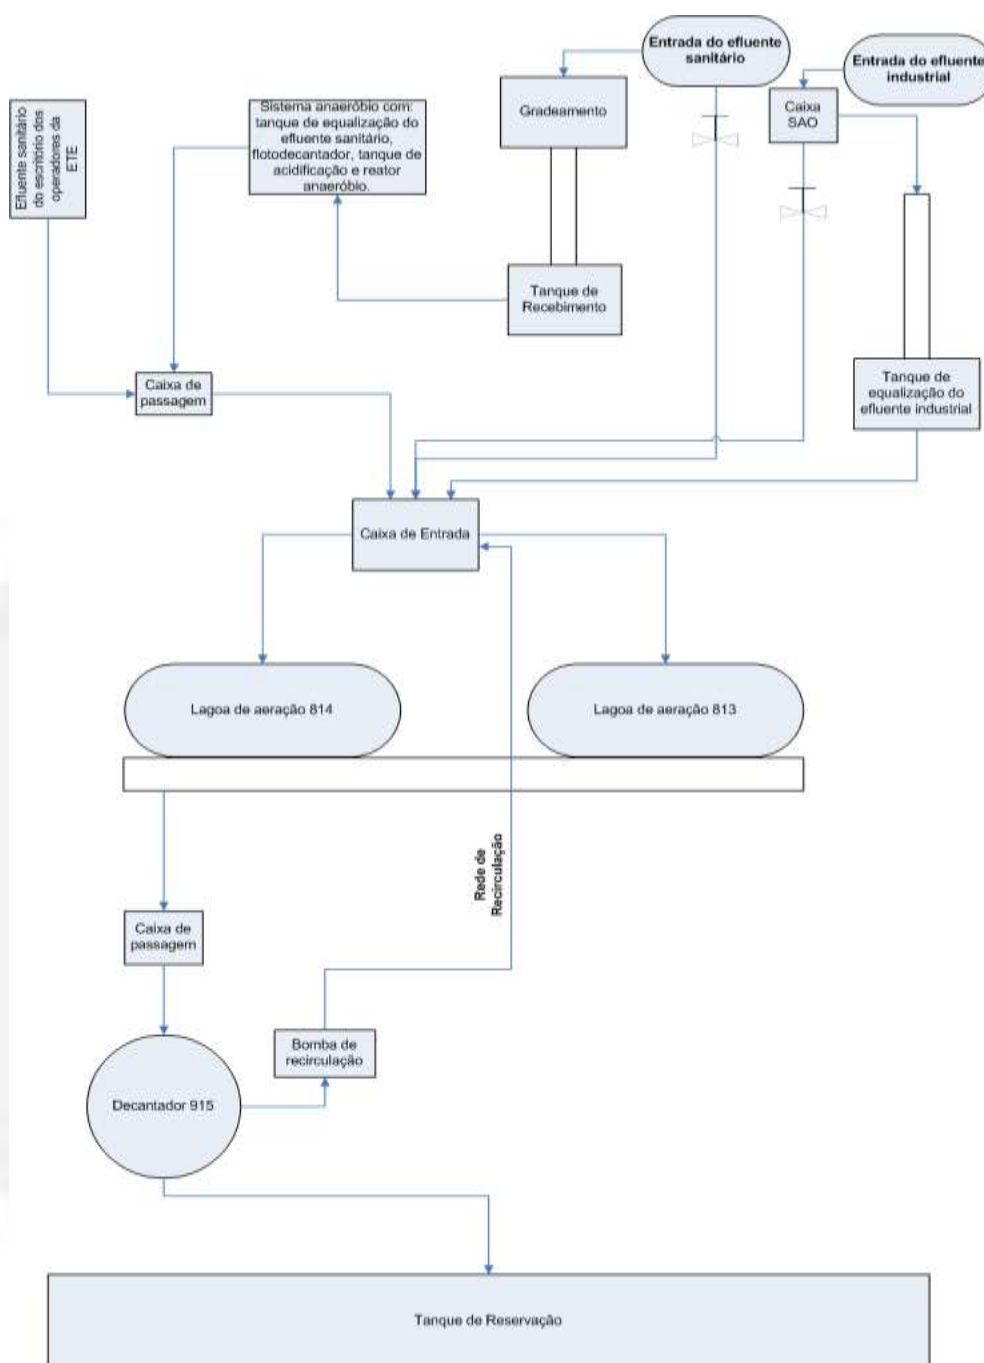 Entrada do efluente
sanitário
Entrada do efluente
industrial
Efluente sanitário
do escritório dos
operadores da
ETE
Sistema anaeróbio com:
tanque de equalização do
efluente sanitário,
flotodecantador, tanque de
acidificação e reator
anaeróbio.
Gradeamento
Caixa
SAO
Tanque de
Recebimento
Caixa de
passagem
Tanque de
equalização do
efluente industrial
Caixa de Entrada
Lagoa de aeração 814
Lagoa de aeração 813
Rede de
Recirculação
Caixa de
passagem
Bomba de
recirculação
Decantador 915
Tanque de Reservação